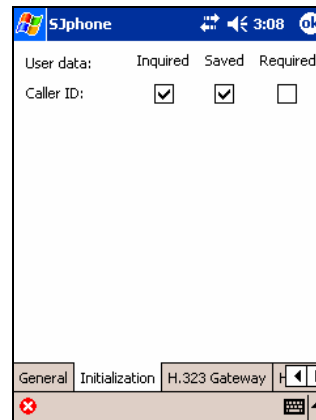 SJphone 3:08 ok
User data: Inquired Saved Required
Caller ID:
General Initialization H.323 Gateway H